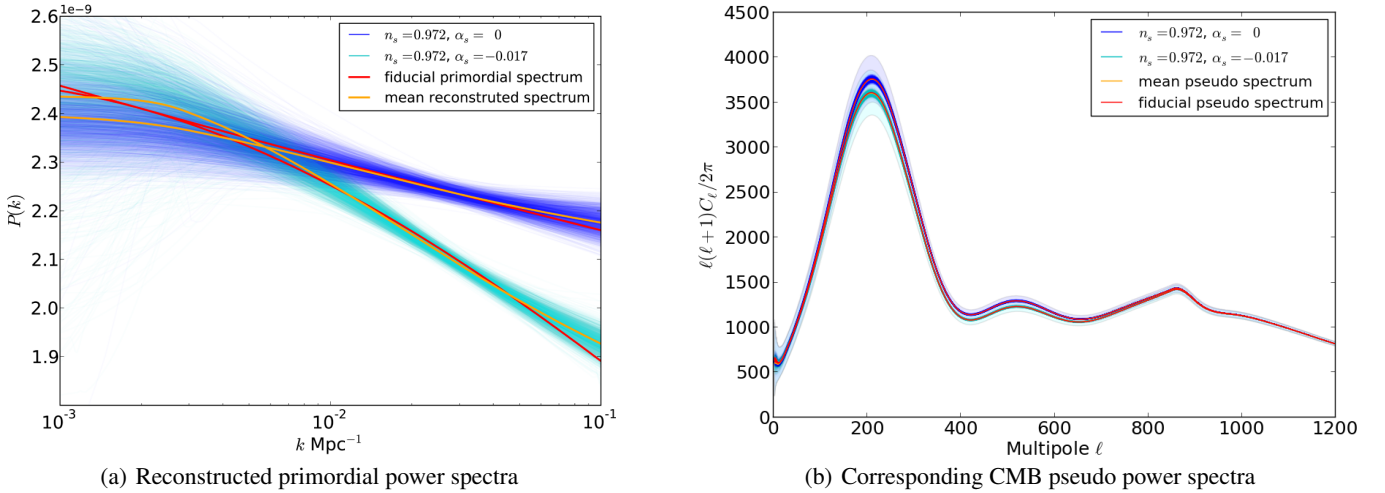 1e−9
2.6
2.5
2.4
2.3
2.2
2.1
2.0
1.9
P(k)
n_s =0.972, α_s = 0
n_s =0.972, α_s =−0.017
fiducial primordial spectrum
mean reconstruted spectrum
10^-3
10^-2
10^-1
k Mpc^−1
(a) Reconstructed primordial power spectra
4500
4000
3500
3000
2500
2000
1500
1000
500
0
ℓ(ℓ+1)C_ℓ/2π
n_s =0.972, α_s = 0
n_s =0.972, α_s =−0.017
mean pseudo spectrum
fiducial pseudo spectrum
0
200
400
600
800
1000
1200
Multipole ℓ
(b) Corresponding CMB pseudo power spectra